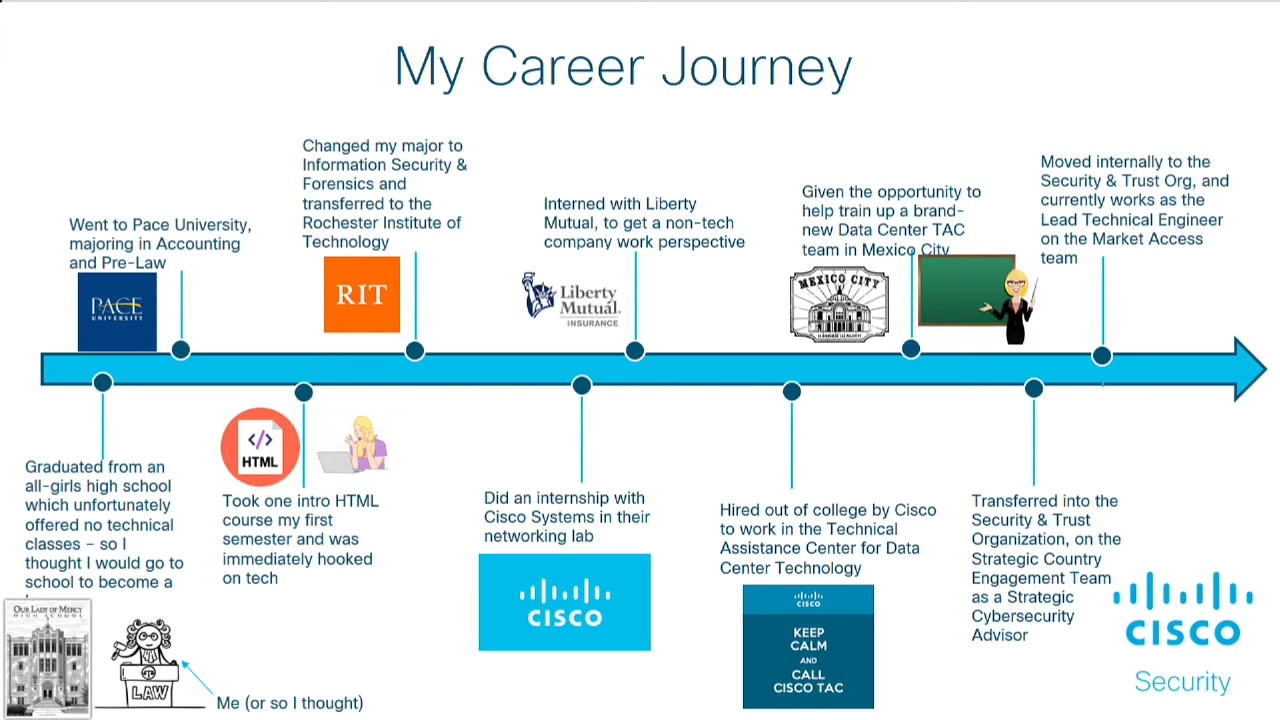 My Career Journey
Went to Pace University,
majoring in Accounting
and Pre-Law
PACE
UNIVERSITY
Changed my major to
Information Security &
Forensics and
transferred to the
Rochester Institute of
Technology
RIT
Interned with Liberty
Mutual, to get a non-tech
company work perspective
Liberty
Mutual.
INSURANCE
Given the opportunity to
help train up a brand-
new Data Center TAC
team in Mexico City
MEXICO CITY
Moved internally to the
Security & Trust Org, and
currently works as the
Lead Technical Engineer
on the Market Access
team
Graduated from an
all-girls high school
which unfortunately
offered no technical
classes – so I
thought I would go to
school to become a
OUR LADY OF MERCY
HIGH SCHOOL
LAW
Me (or so I thought)
</>
HTML
Took one intro HTML
course my first
semester and was
immediately hooked
on tech
Did an internship with
Cisco Systems in their
networking lab
CISCO
Hired out of college by Cisco
to work in the Technical
Assistance Center for Data
Center Technology
CISCO
KEEP
CALM
AND
CALL
CISCO TAC
Transferred into the
Security & Trust
Organization, on the
Strategic Country
Engagement Team
as a Strategic
Cybersecurity
Advisor
CISCO
Security